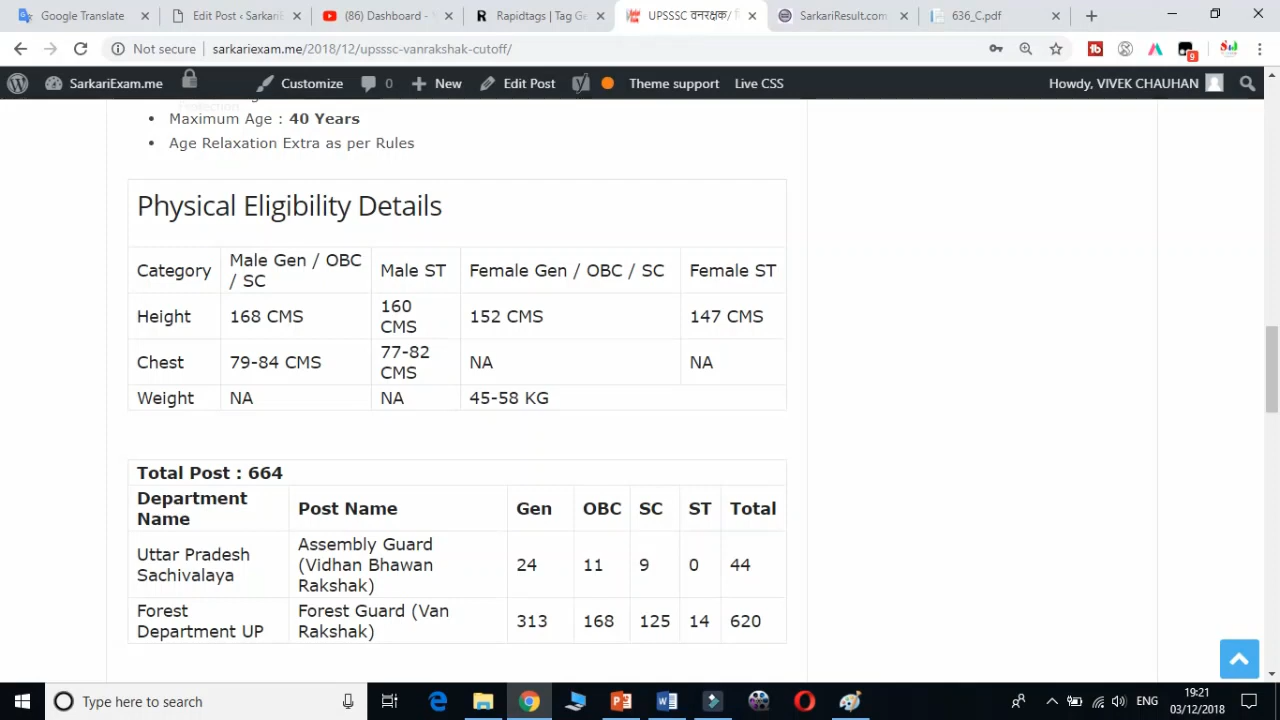 Google Translate
Edit Post ‹ Sarkari
(86) Dashboard - Y
Rapidtags | Tag Ge
UPSSSC वनरक्षक/
SarkariResult.com
636_C.pdf
Not secure
sarkariexam.me/2018/12/upsssc-vanrakshak-cutoff/
9
SarkariExam.me
Customize
0
New
Edit Post
Theme support
Live CSS
Howdy, VIVEK CHAUHAN
Maximum Age : 40 Years
Age Relaxation Extra as per Rules
Physical Eligibility Details
Category
Male Gen / OBC
/ SC
Male ST
Female Gen / OBC / SC
Female ST
Height
168 CMS
160
CMS
152 CMS
147 CMS
Chest
79-84 CMS
77-82
CMS
NA
NA
Weight
NA
NA
45-58 KG
Total Post : 664
Department
Name
Post Name
Gen
OBC
SC
ST
Total
Uttar Pradesh
Sachivalaya
Assembly Guard
(Vidhan Bhawan
Rakshak)
24
11
9
0
44
Forest
Department UP
Forest Guard (Van
Rakshak)
313
168
125
14
620
Type here to search
ENG
19:21
03/12/2018